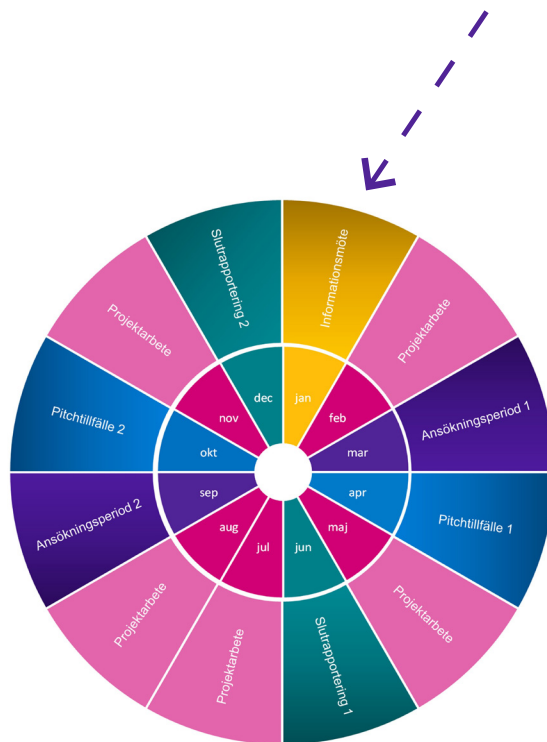 Informationsmöte
jan
Projektarbete
feb
Ansökningsperiod 1
mar
Pitchtillfälle 1
apr
Projektarbete
maj
Slutrapportering 1
jun
Projektarbete
jul
Projektarbete
aug
Ansökningsperiod 2
sep
Pitchtillfälle 2
okt
Projektarbete
nov
Slutrapportering 2
dec